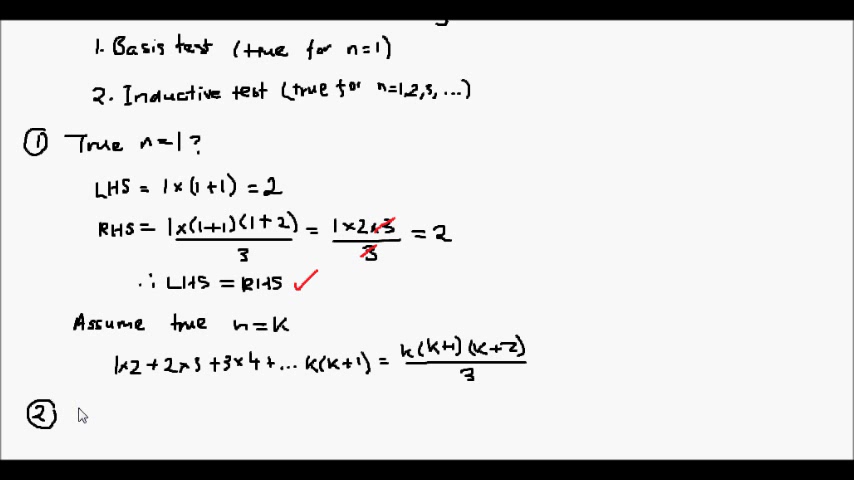 1. Basis test (true for n=1)
2. Inductive test (true for n=1,2,3,...)
① True n=1?
LHS = 1×(1+1) = 2
RHS = 1×(1+1)(1+2)/3 = 1×2×3/3 = 2
∴ LHS = RHS ✓
Assume true n=k
1×2+2×3+3×4+...k(k+1) = k(k+1)(k+2)/3
②